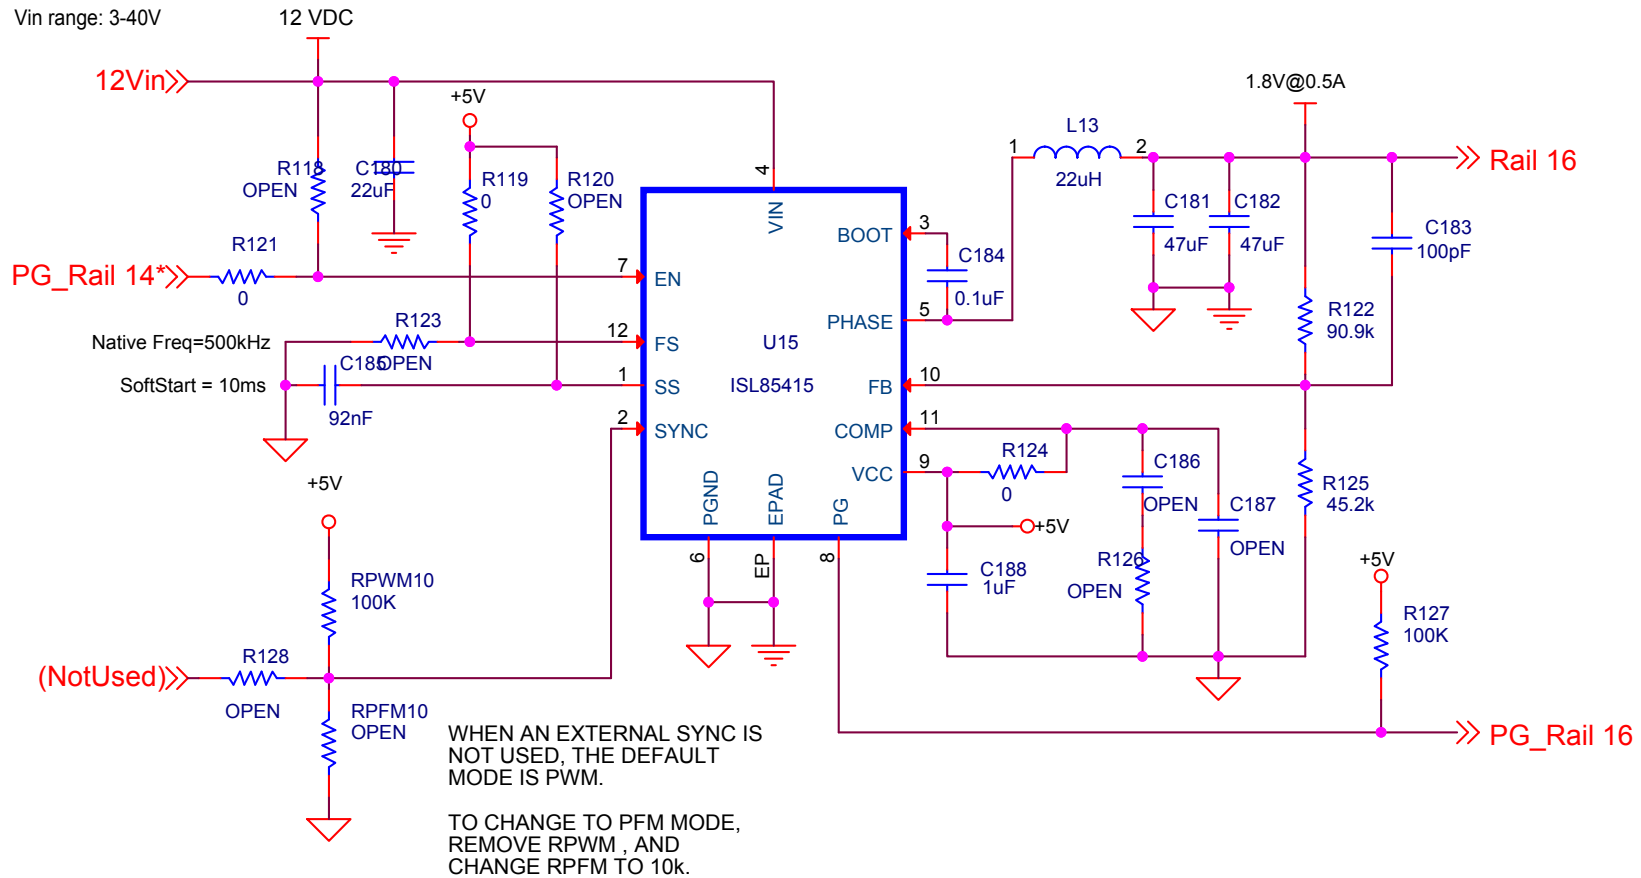 Vin range: 3-40V
12 VDC
12Vin
+5V
1.8V@0.5A
L13
1
2
22uH
Rail 16
R118
OPEN
C180
22uF
R119
0
R120
OPEN
4
VIN
BOOT
3
C184
0.1uF
C181
47uF
C182
47uF
C183
100pF
R121
0
PG_Rail 14*
7
EN
PHASE
5
R122
90.9k
Native Freq=500kHz
R123
OPEN
12
FS
U15
ISL85415
SoftStart = 10ms
C185
92nF
1
SS
FB
10
2
SYNC
COMP
11
VCC
9
R124
0
C186
OPEN
C187
OPEN
R125
45.2k
PGND
EPAD
PG
6
EP
8
+5V
C188
1uF
R126
OPEN
+5V
R127
100K
+5V
RPWM10
100K
(NotUsed)
R128
OPEN
RPFM10
OPEN
PG_Rail 16
WHEN AN EXTERNAL SYNC IS
NOT USED, THE DEFAULT
MODE IS PWM.
TO CHANGE TO PFM MODE,
REMOVE RPWM , AND
CHANGE RPFM TO 10k.